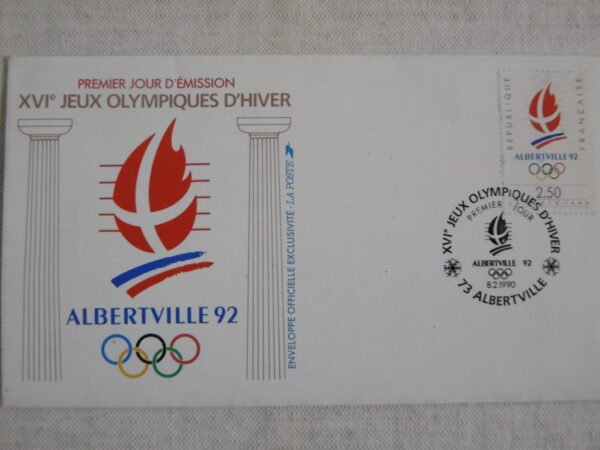 PREMIER JOUR D'ÉMISSION
XVIe JEUX OLYMPIQUES D'HIVER
ALBERTVILLE 92
ENVELOPPE OFFICIELLE EXCLUSIVITÉ - LA POSTE
RÉPUBLIQUE
FRANÇAISE
ALBERTVILLE 92
2.50
XVIe JEUX OLYMPIQUES D'HIVER
PREMIER JOUR
ALBERTVILLE 92
8.2.1990
73 ALBERTVILLE